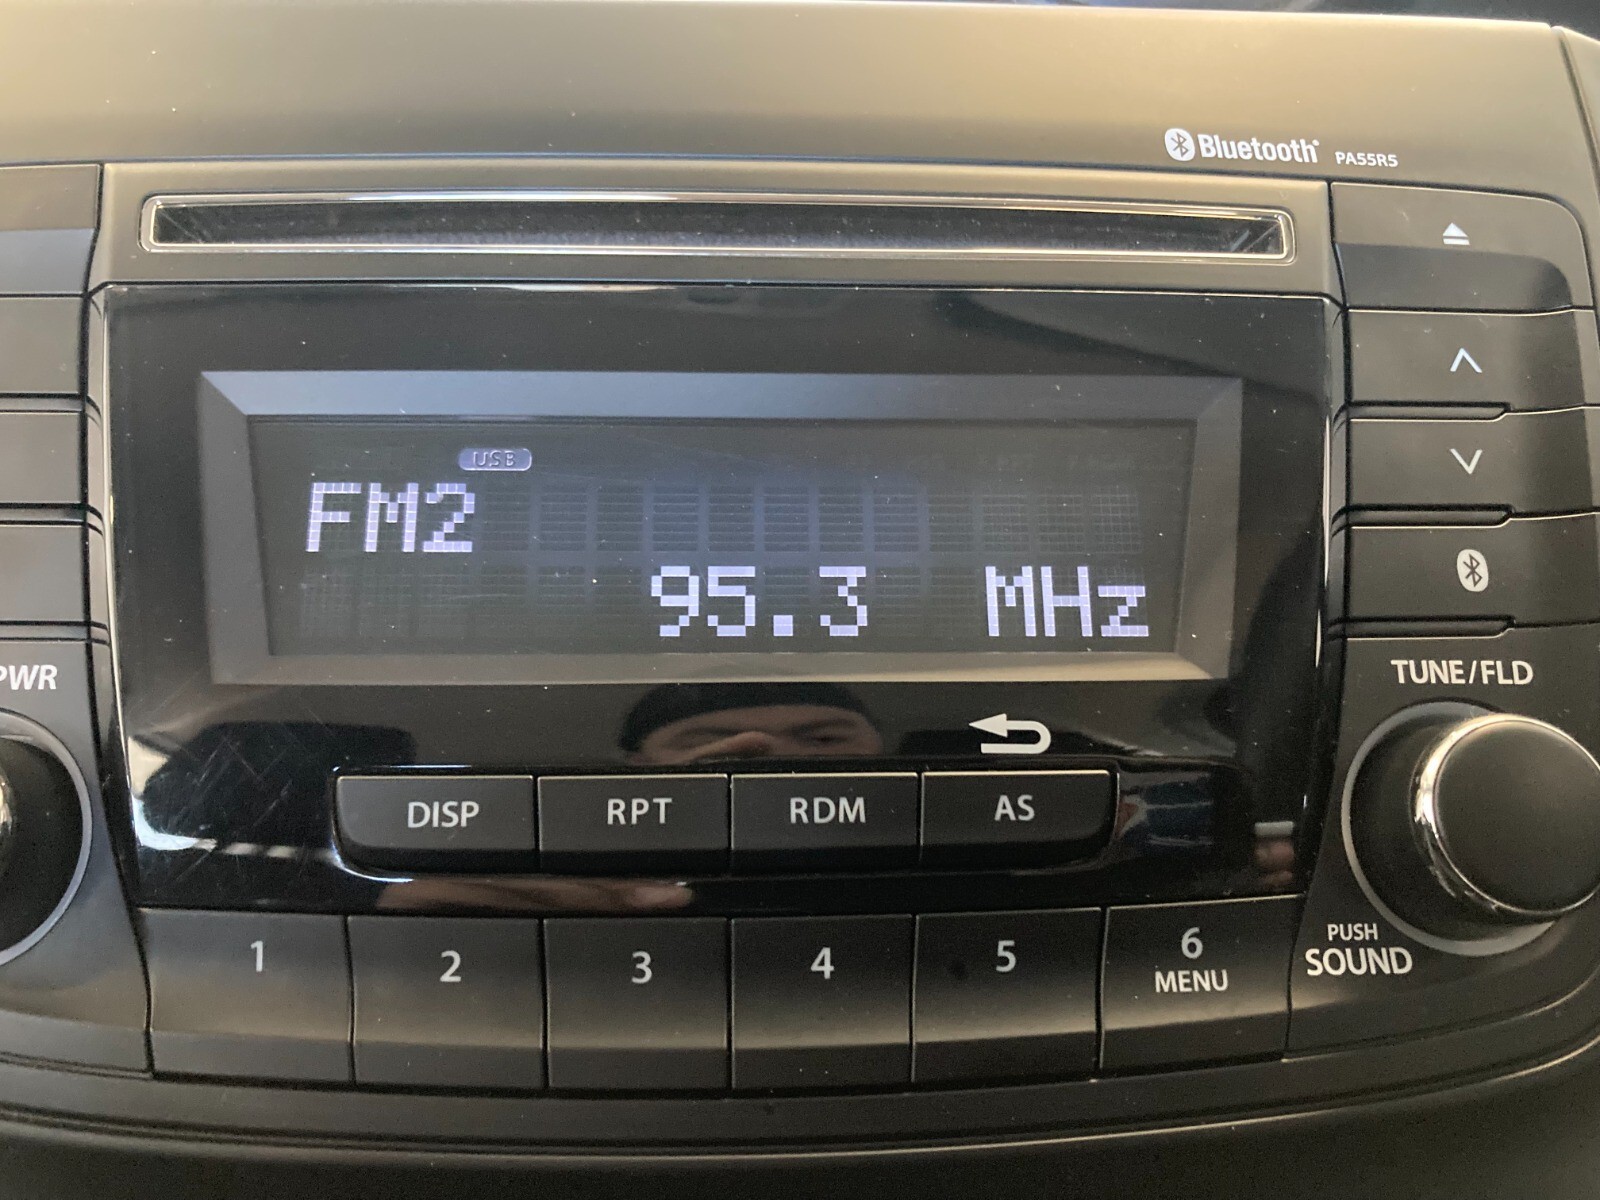 Bluetooth® PA55R5
USB
FM2
95.3 MHz
PWR
TUNE/FLD
DISP
RPT
RDM
AS
1
2
3
4
5
6
MENU
PUSH
SOUND